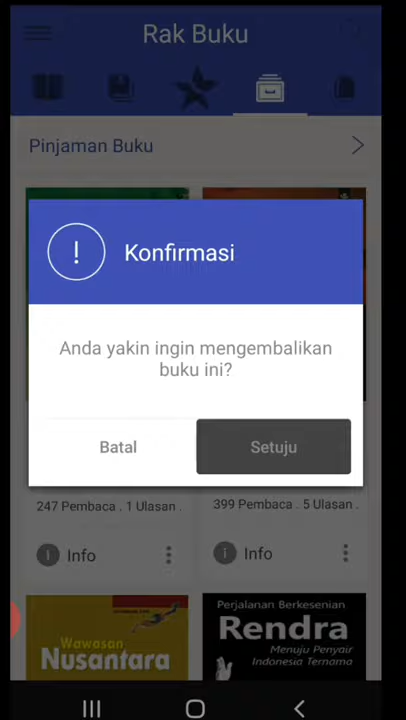 Rak Buku
Pinjaman Buku
Konfirmasi
Anda yakin ingin mengembalikan
buku ini?
Batal
Setuju
247 Pembaca . 1 Ulasan .
399 Pembaca . 5 Ulasan .
Info
Info
Wawasan
Nusantara
Perjalanan Berkesenian
Rendra
Menuju Penyair
Indonesia Ternama